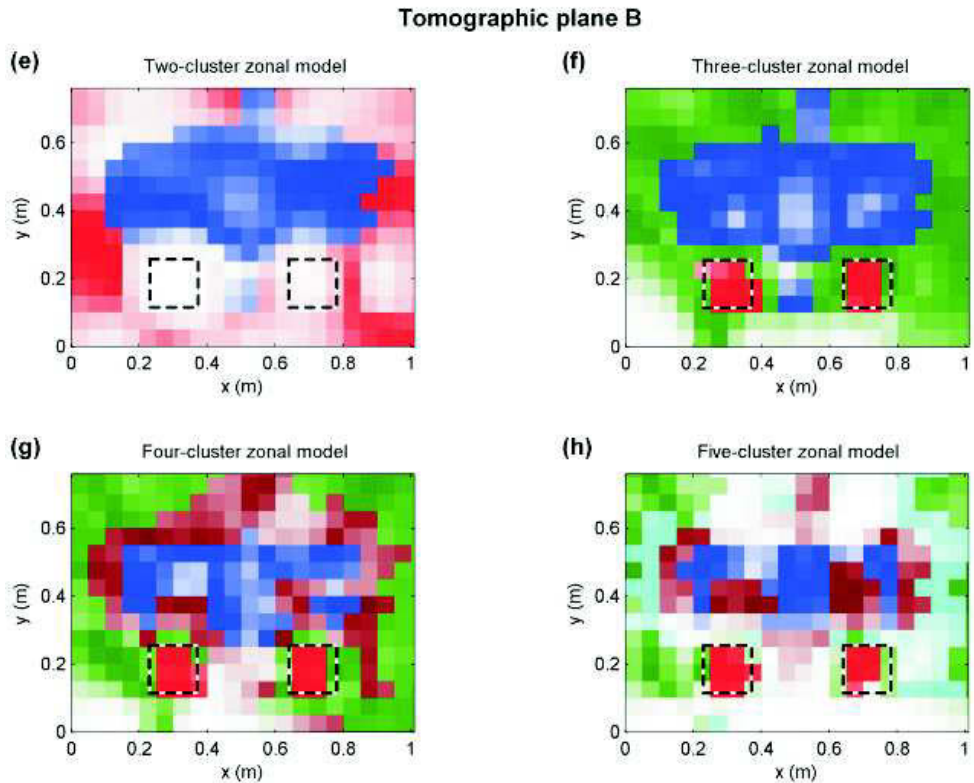 Tomographic plane B
(e)
Two-cluster zonal model
y (m)
0.6
0.4
0.2
0
0 0.2 0.4 0.6 0.8 1
x (m)
(f)
Three-cluster zonal model
y (m)
0.6
0.4
0.2
0
0 0.2 0.4 0.6 0.8 1
x (m)
(g)
Four-cluster zonal model
y (m)
0.6
0.4
0.2
0
0 0.2 0.4 0.6 0.8 1
x (m)
(h)
Five-cluster zonal model
y (m)
0.6
0.4
0.2
0
0 0.2 0.4 0.6 0.8 1
x (m)